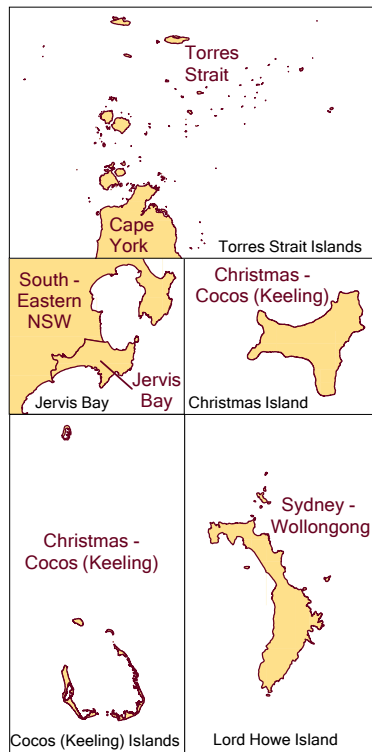 Torres
Strait
Cape
York
Torres Strait Islands
South -
Eastern
NSW
Jervis
Bay
Jervis Bay
Christmas -
Cocos (Keeling)
Christmas Island
Christmas -
Cocos (Keeling)
Cocos (Keeling) Islands
Sydney -
Wollongong
Lord Howe Island